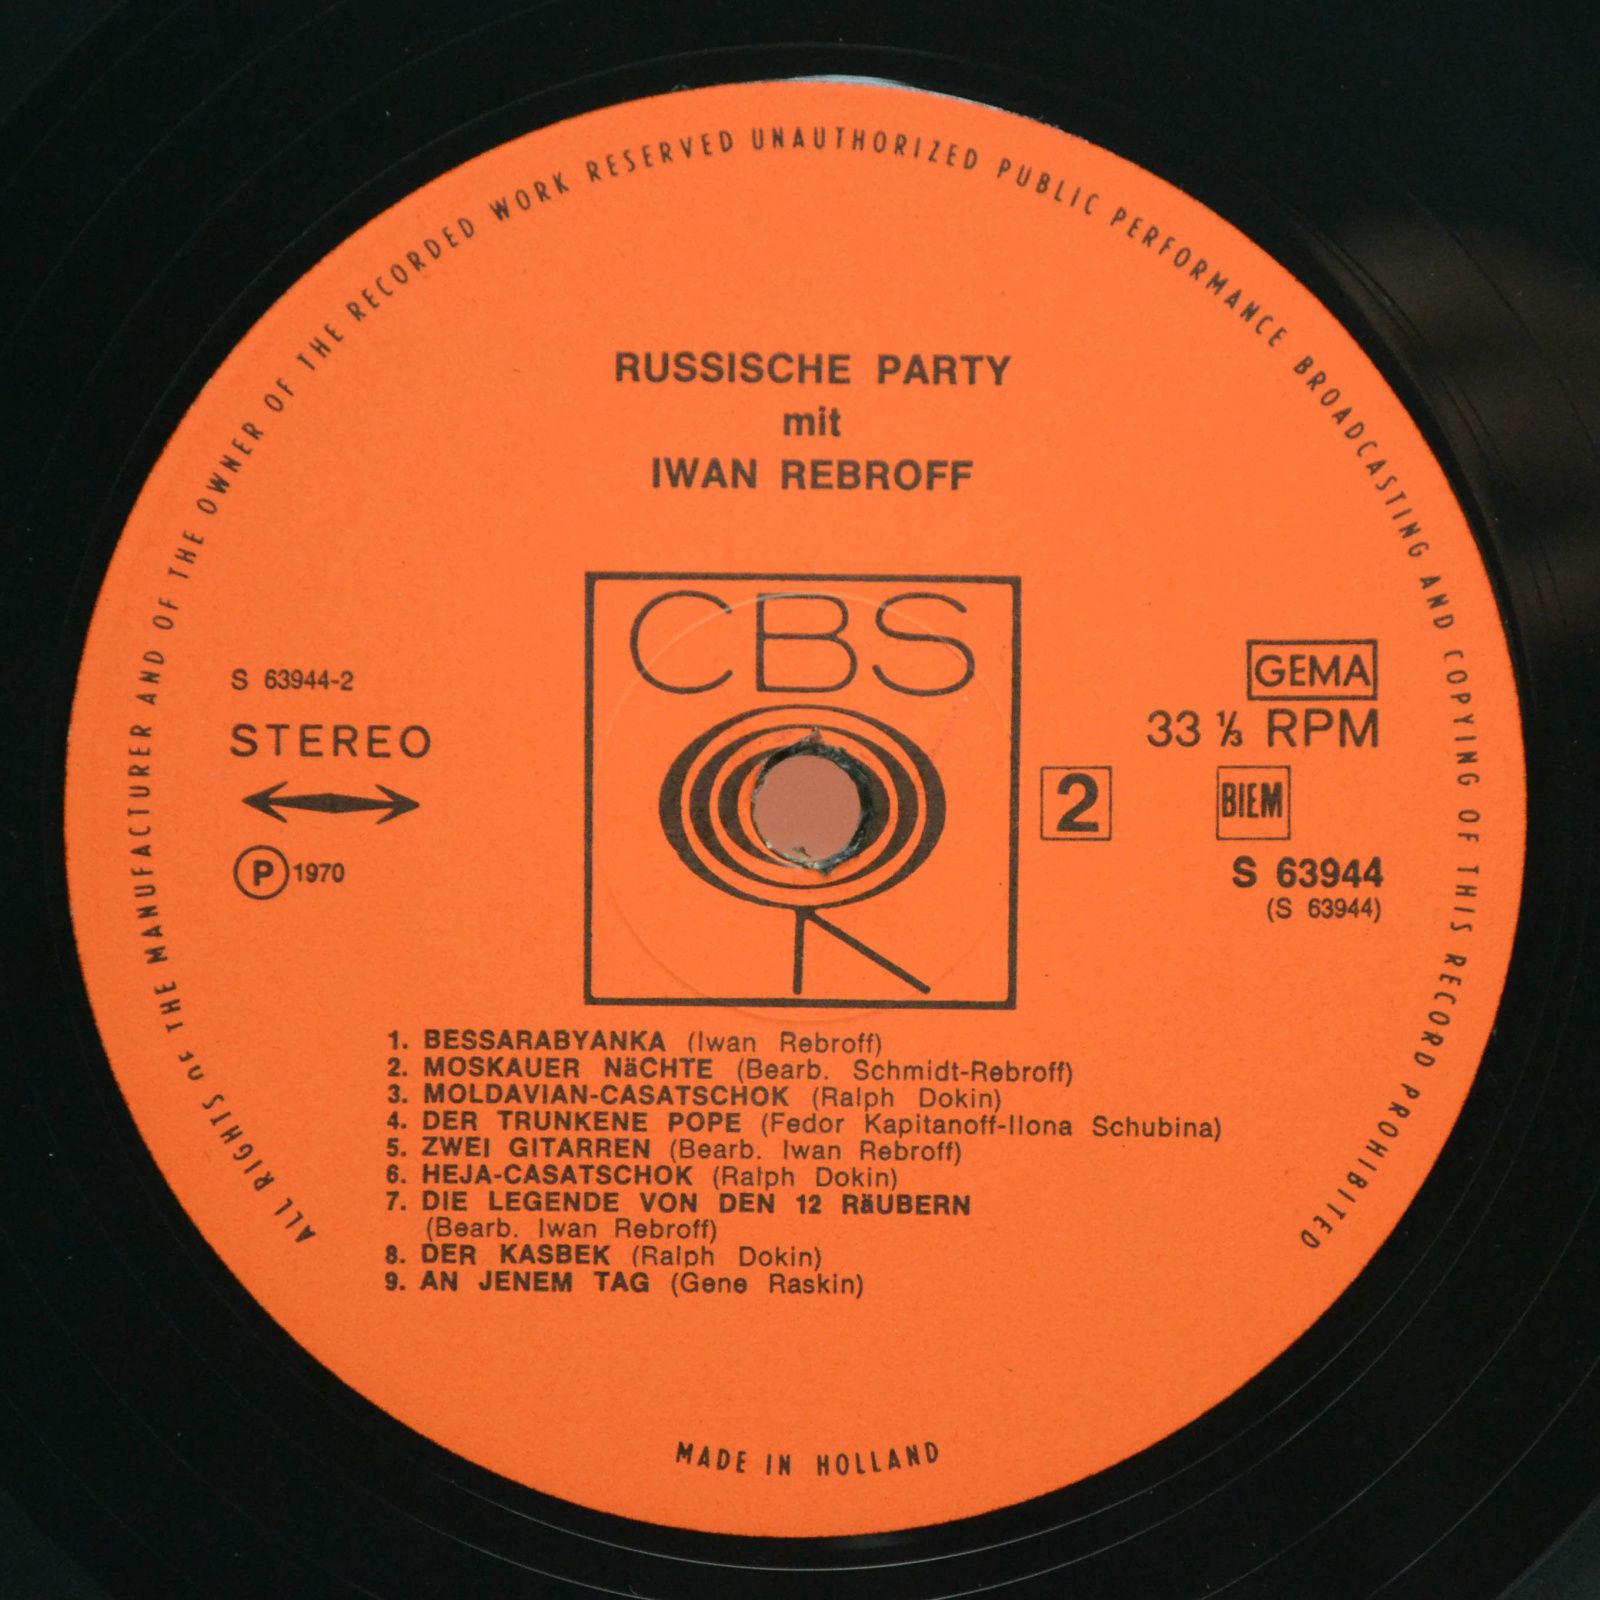 ALL RIGHTS OF THE MANUFACTURER AND OF THE OWNER OF THE RECORDED WORK RESERVED UNAUTHORIZED PUBLIC PERFORMANCE BROADCASTING AND COPYING OF THIS RECORD PROHIBITED
RUSSISCHE PARTY
mit
IWAN REBROFF
CBS
S 63944-2
STEREO
P 1970
GEMA
33 ⅓ RPM
2
BIEM
S 63944
(S 63944)
1. BESSARABYANKA (Iwan Rebroff)
2. MOSKAUER NäCHTE (Bearb. Schmidt-Rebroff)
3. MOLDAVIAN-CASATSCHOK (Ralph Dokin)
4. DER TRUNKENE POPE (Fedor Kapitanoff-Ilona Schubina)
5. ZWEI GITARREN (Bearb. Iwan Rebroff)
6. HEJA-CASATSCHOK (Ralph Dokin)
7. DIE LEGENDE VON DEN 12 RäUBERN
(Bearb. Iwan Rebroff)
8. DER KASBEK (Ralph Dokin)
9. AN JENEM TAG (Gene Raskin)
MADE IN HOLLAND